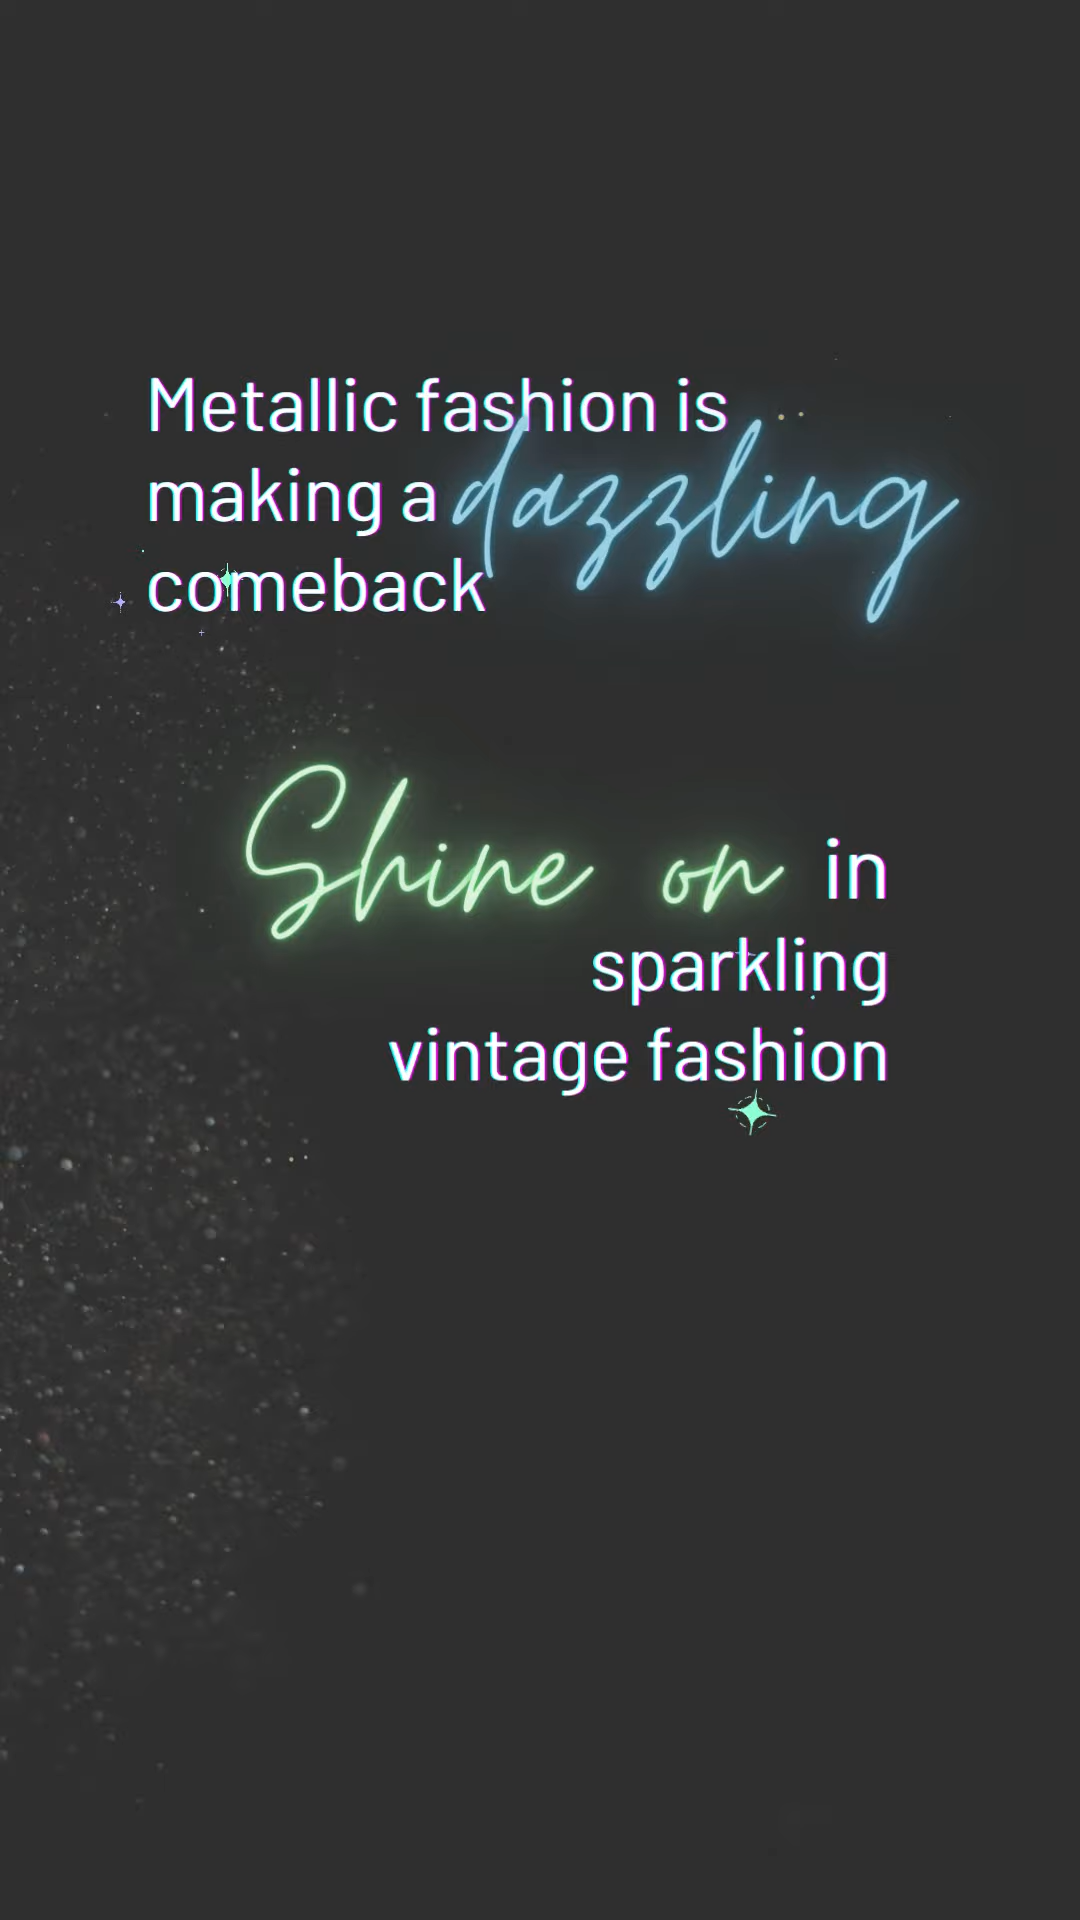 Metallic fashion is
making a dazzling
comeback
Shine on in
sparkling
vintage fashion